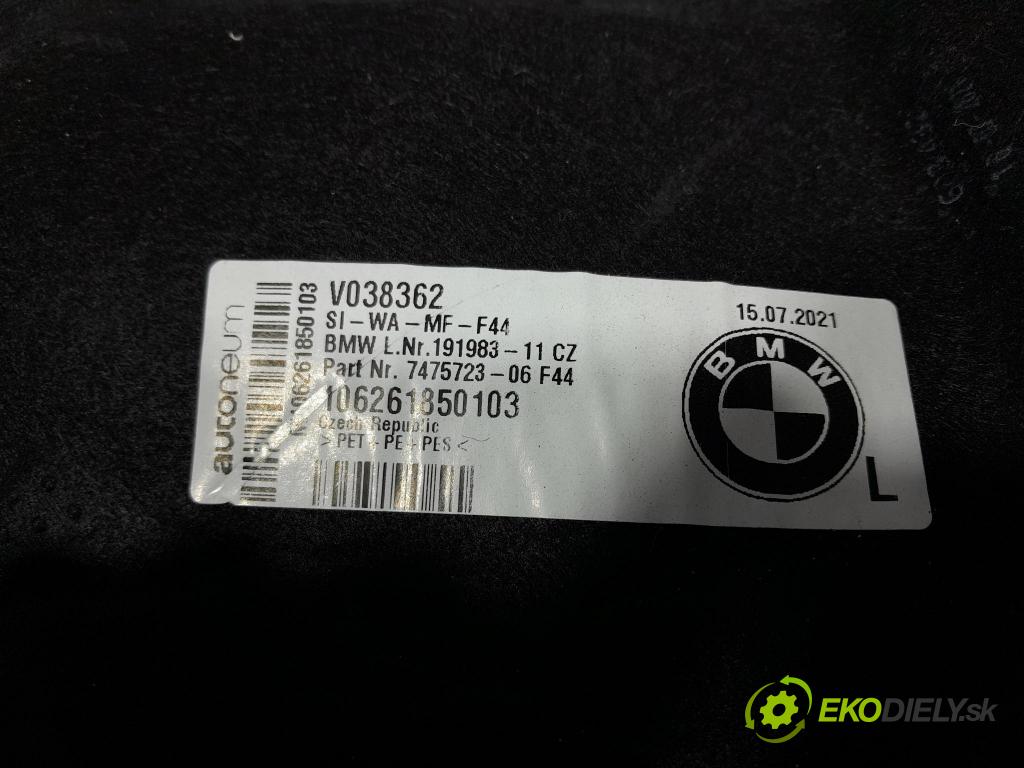 autoneum
106261850103
V038362
SI-WA-MF-F44
BMW L.Nr.191983-11 CZ
Part Nr. 7475723-06 F44
106261850103
Czech Republic
>PET+PE+PES<
15.07.2021
BMW
L
EKODIELY.sk